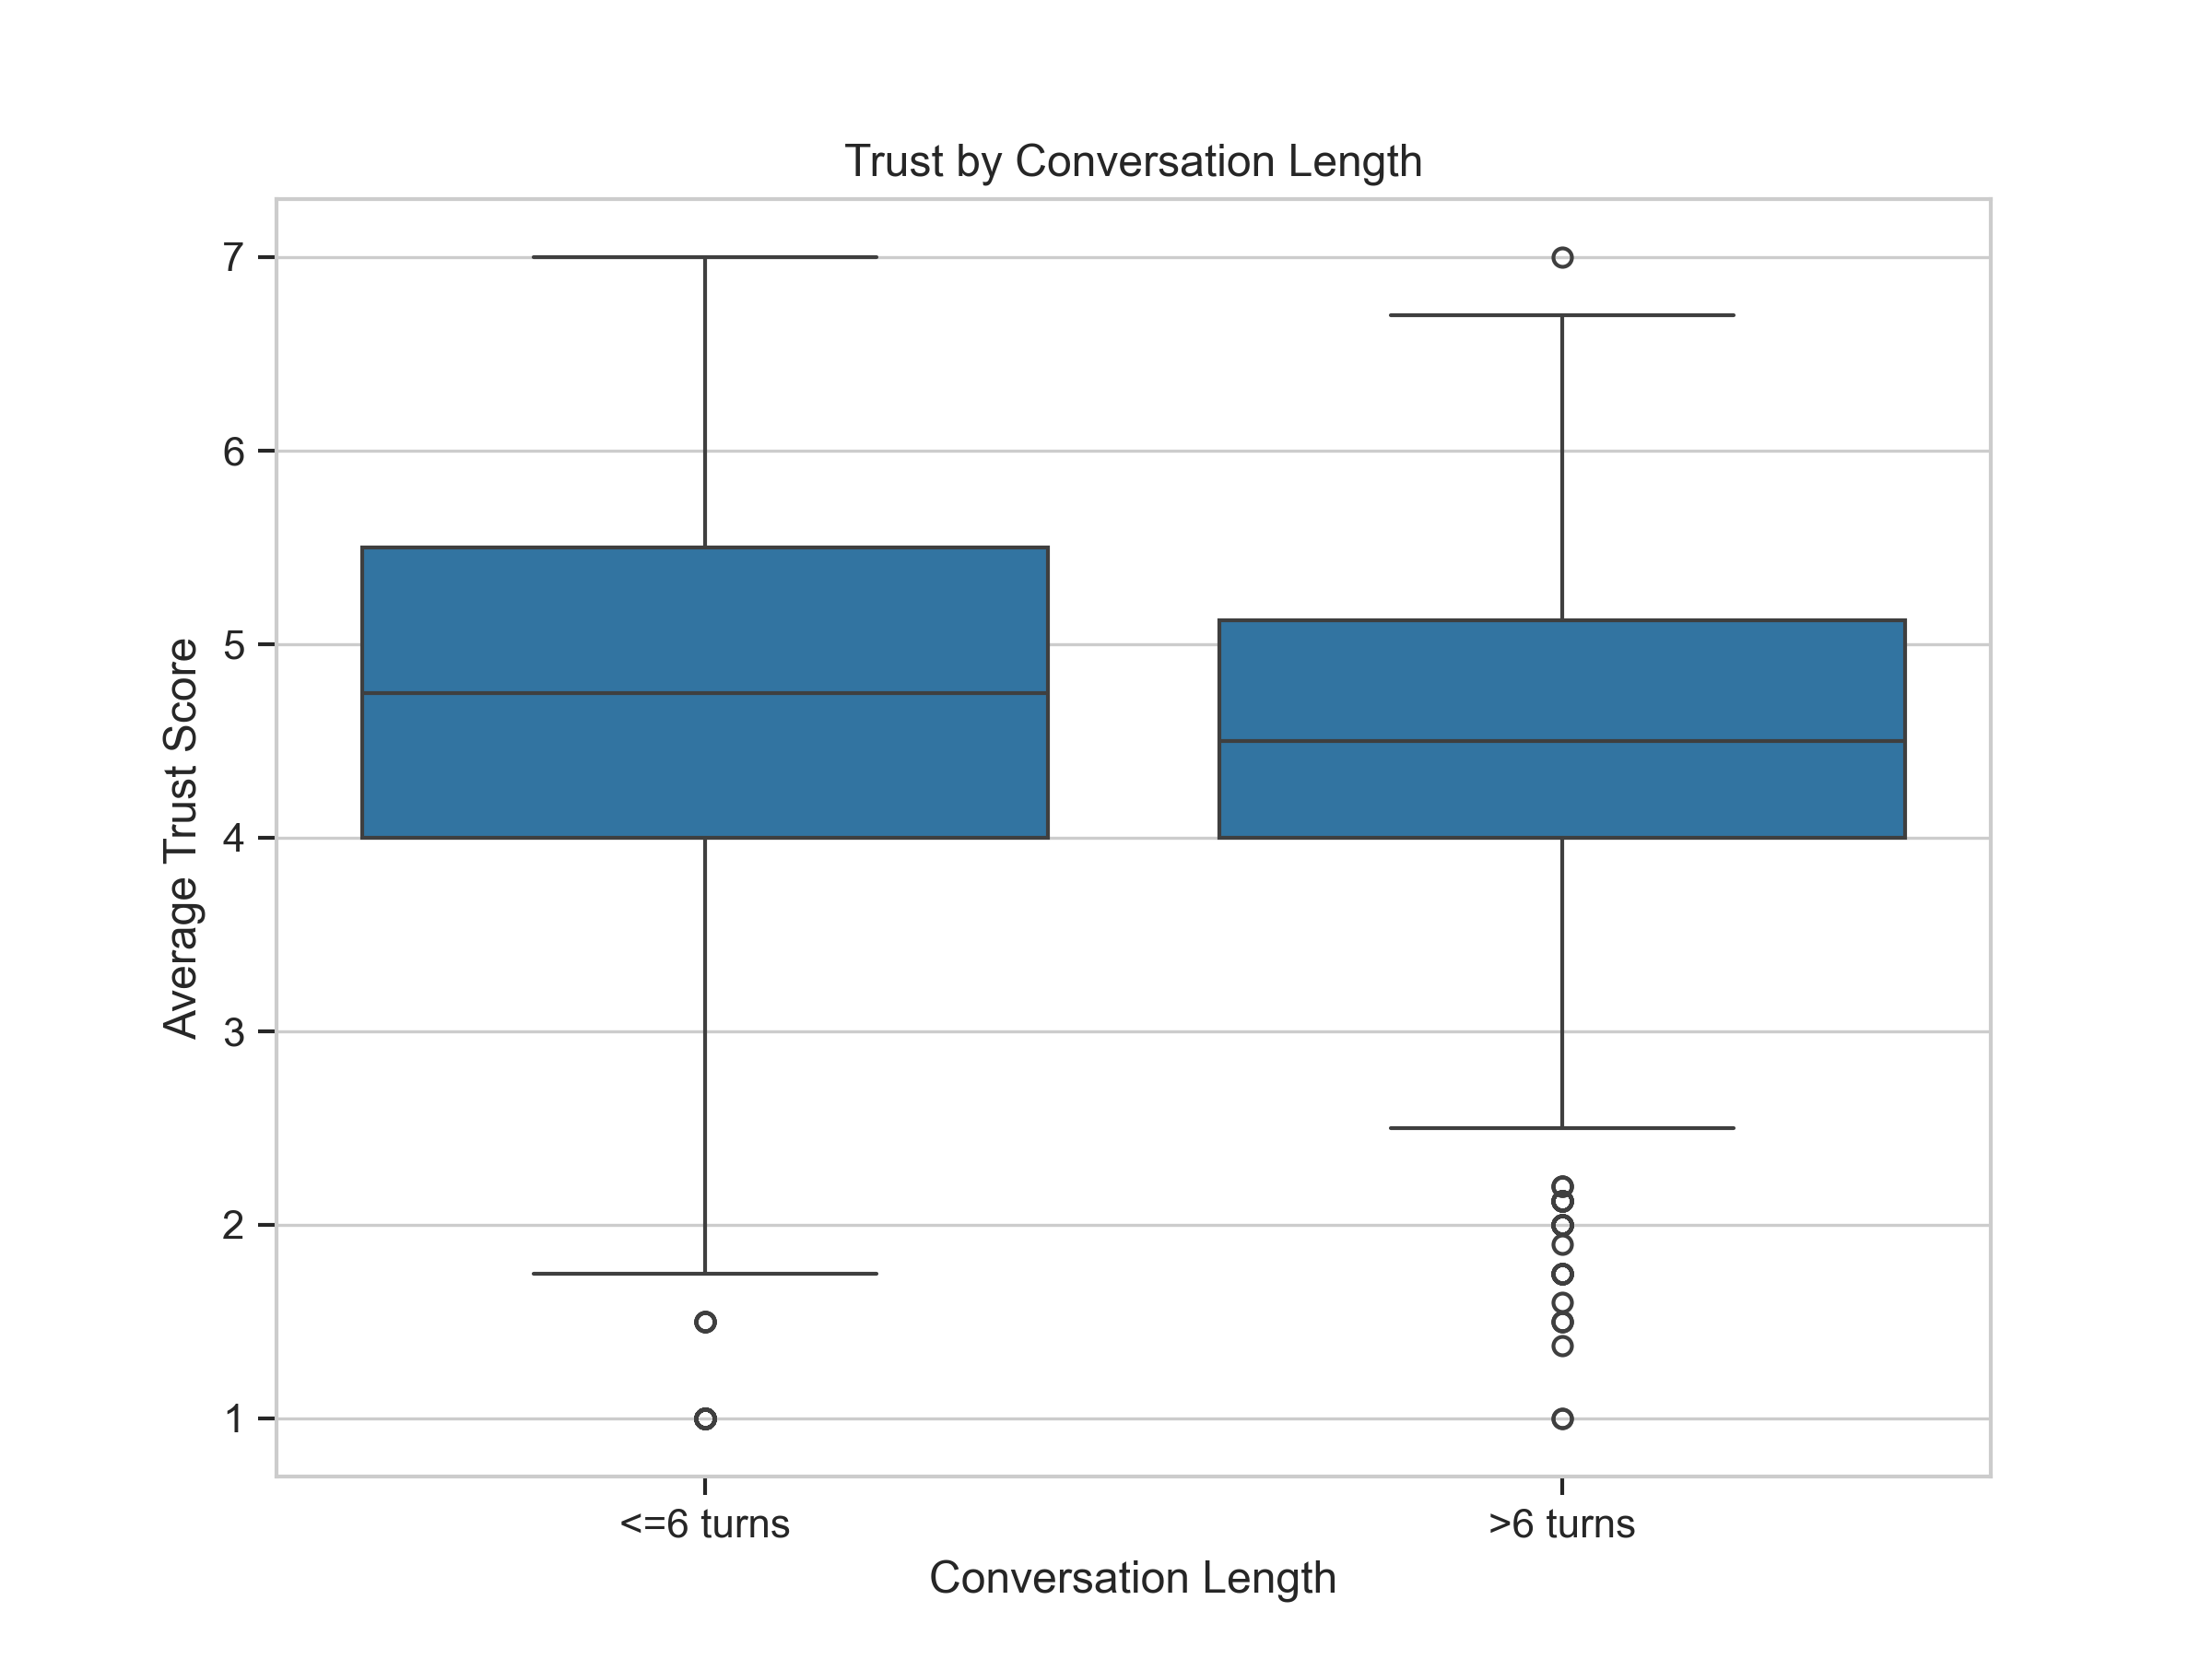 Trust by Conversation Length
Average Trust Score
7
6
5
4
3
2
1
<=6 turns
>6 turns
Conversation Length